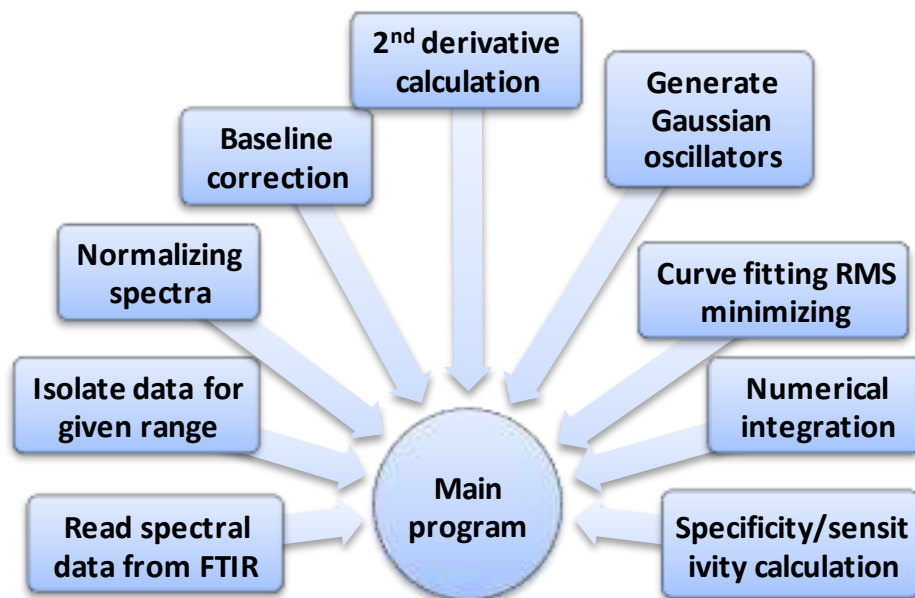 2nd derivative
calculation
Generate
Gaussian
oscillators
Baseline
correction
Normalizing
spectra
Curve fitting RMS
minimizing
Isolate data for
given range
Numerical
integration
Main
program
Read spectral
data from FTIR
Specificity/sensit
ivity calculation